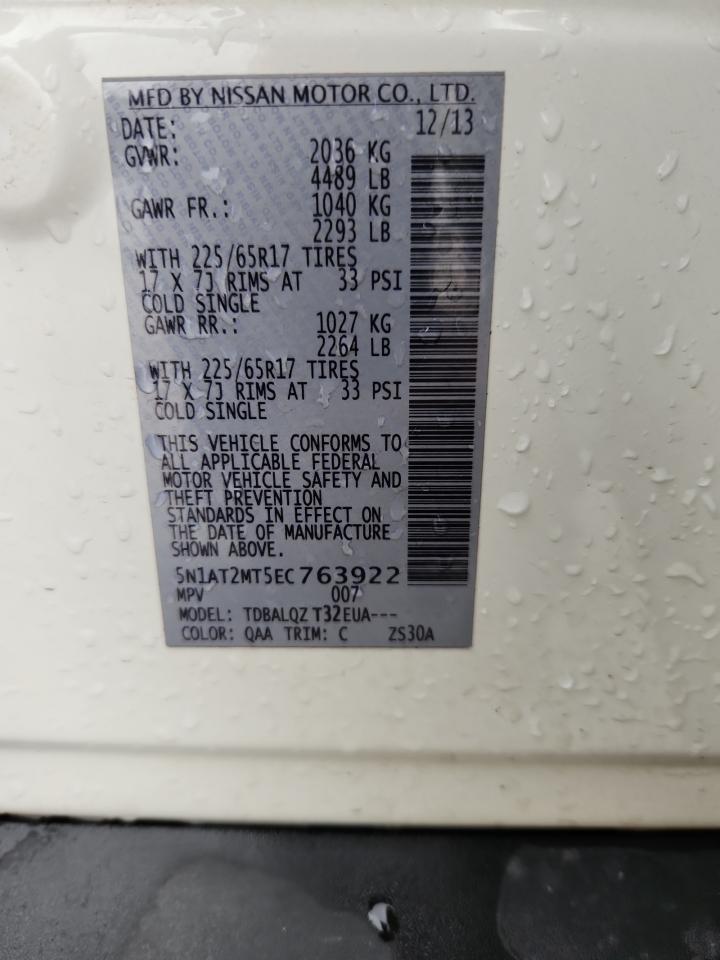 MFD BY NISSAN MOTOR CO., LTD.
DATE: 12/13
GVWR: 2036 KG
4489 LB
GAWR FR.: 1040 KG
2293 LB
WITH 225/65R17 TIRES
17 X 7J RIMS AT 33 PSI
COLD SINGLE
GAWR RR.: 1027 KG
2264 LB
WITH 225/65R17 TIRES
17 X 7J RIMS AT 33 PSI
COLD SINGLE
THIS VEHICLE CONFORMS TO
ALL APPLICABLE FEDERAL
MOTOR VEHICLE SAFETY AND
THEFT PREVENTION
STANDARDS IN EFFECT ON
THE DATE OF MANUFACTURE
SHOWN ABOVE.
5N1AT2MT5EC763922
MPV 007
MODEL: TDBALQZ T32EUA---
COLOR: QAA TRIM: C ZS30A